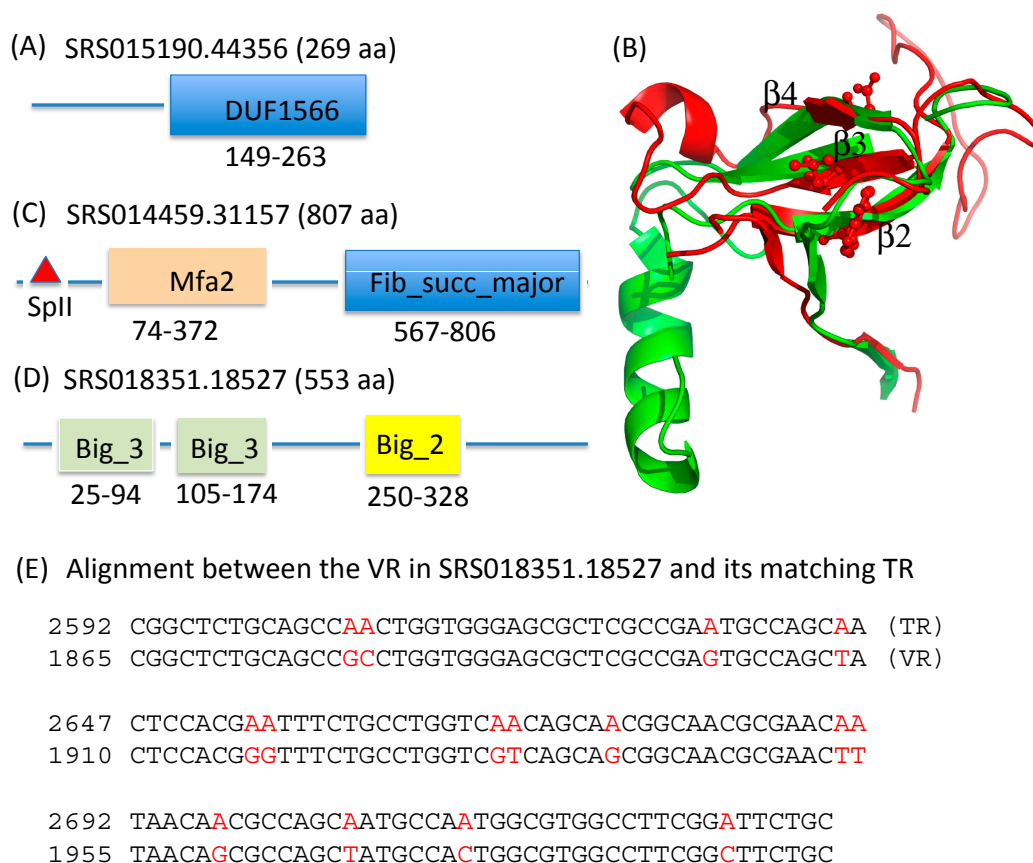 (A) SRS015190.44356 (269 aa)
DUF1566
149-263
(B)
β4
β3
β2
(C) SRS014459.31157 (807 aa)
SpII
Mfa2
Fib_succ_major
74-372
567-806
(D) SRS018351.18527 (553 aa)
Big_3
Big_3
Big_2
25-94
105-174
250-328
(E) Alignment between the VR in SRS018351.18527 and its matching TR
2592 CGGCTCTGCAGCCAACTGGTGGGAGCGCTCGCCGAATGCCAGCAA (TR)
1865 CGGCTCTGCAGCCGCCTGGTGGGAGCGCTCGCCGAGTGCCAGCTA (VR)
2647 CTCCACGAATTTCTGCCTGGTCAACAGCAACGGCAACGCGAACAA
1910 CTCCACGGGTTTCTGCCTGGTCGTCAGCAGCGGCAACGCGAACTT
2692 TAACAACGCCAGCAATGCCAATGGCGTGGCCTTCGGATTCTGC
1955 TAACAGCGCCAGCTATGCCACTGGCGTGGCCTTCGGCTTCTGC